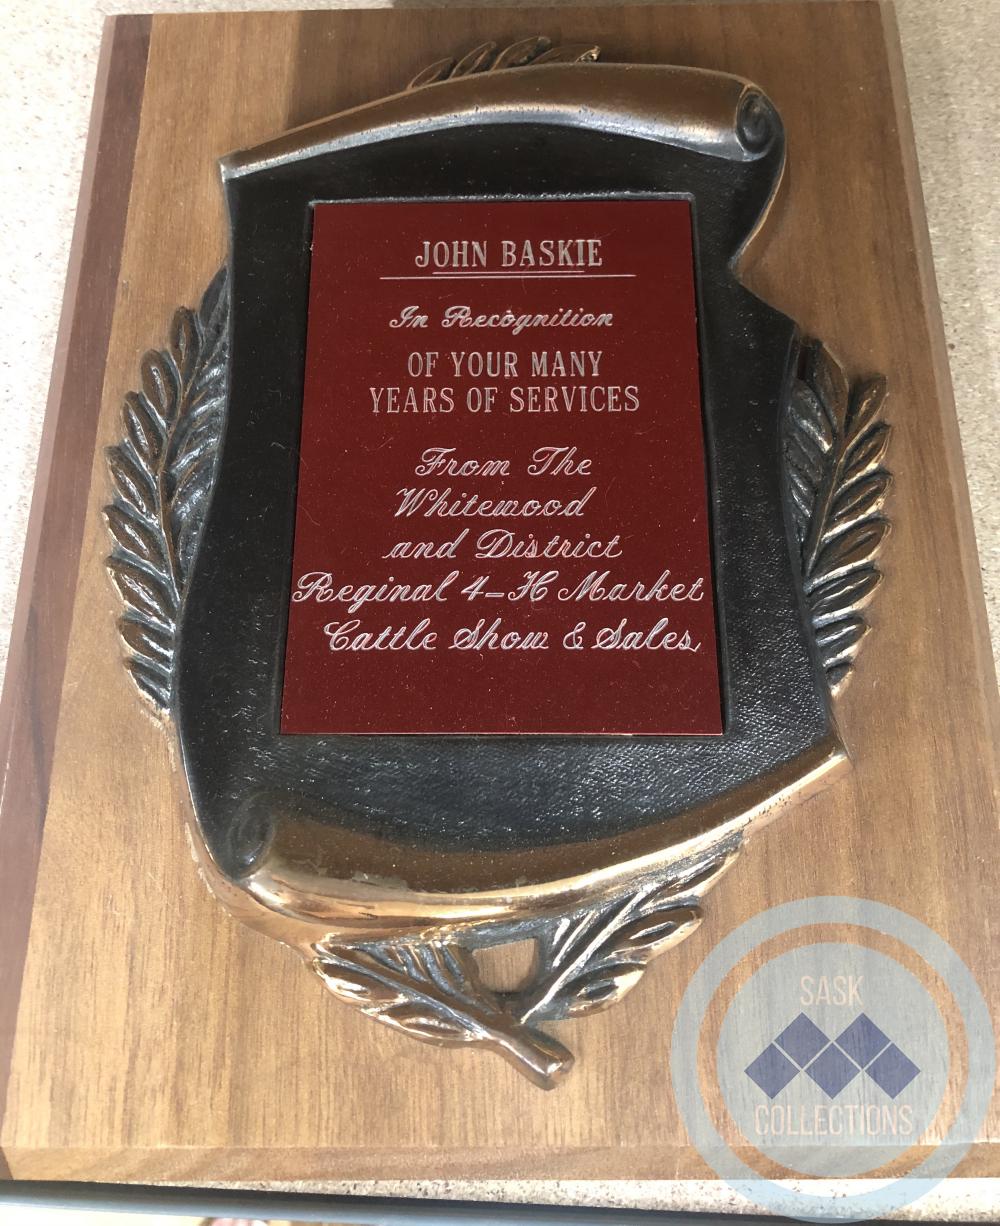 JOHN BASKIE
In Recognition
OF YOUR MANY
YEARS OF SERVICES
From The
Whitewood
and District
Reginal 4-H Market
Cattle Show & Sales
SASK
COLLECTIONS